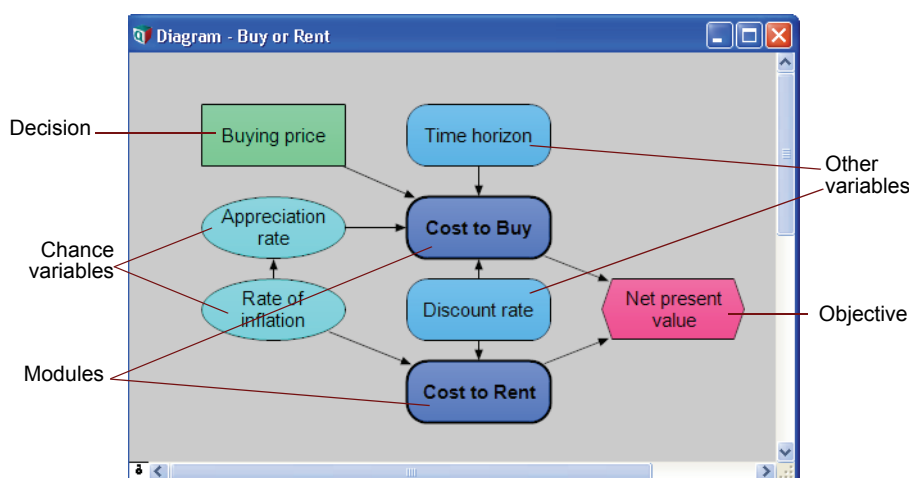 Diagram - Buy or Rent
Decision
Buying price
Time horizon
Other
variables
Appreciation
rate
Cost to Buy
Chance
variables
Rate of
inflation
Discount rate
Net present
value
Objective
Modules
Cost to Rent